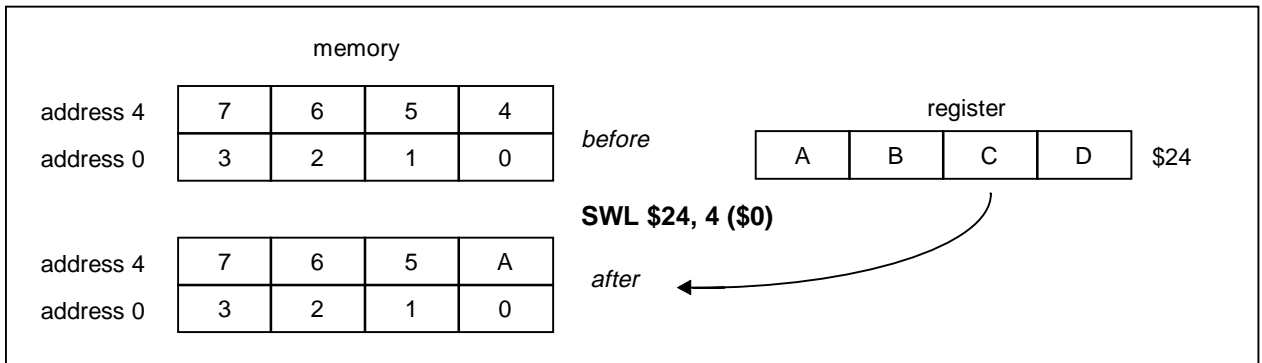 memory
address 4 7 6 5 4
address 0 3 2 1 0
before
register
A B C D $24
SWL $24, 4 ($0)
address 4 7 6 5 A
address 0 3 2 1 0
after